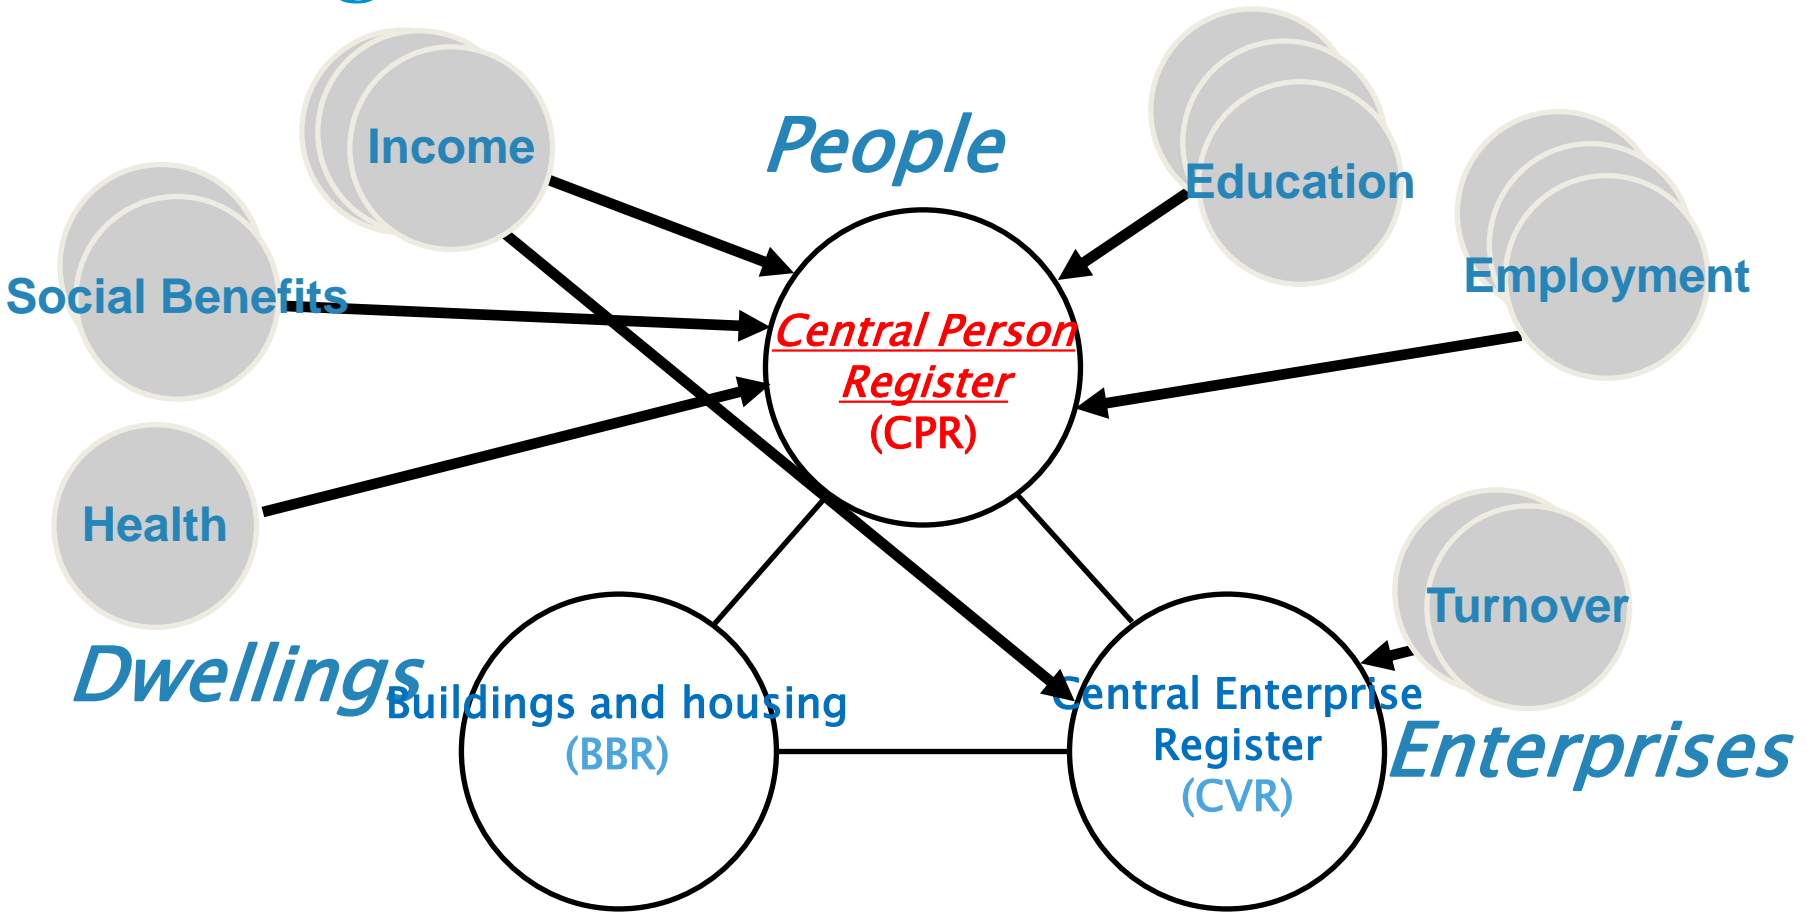 Income
People
Education
Social Benefits
Employment
Central Person
Register
(CPR)
Health
Turnover
Dwellings
Buildings and housing
(BBR)
Central Enterprise
Register
(CVR)
Enterprises